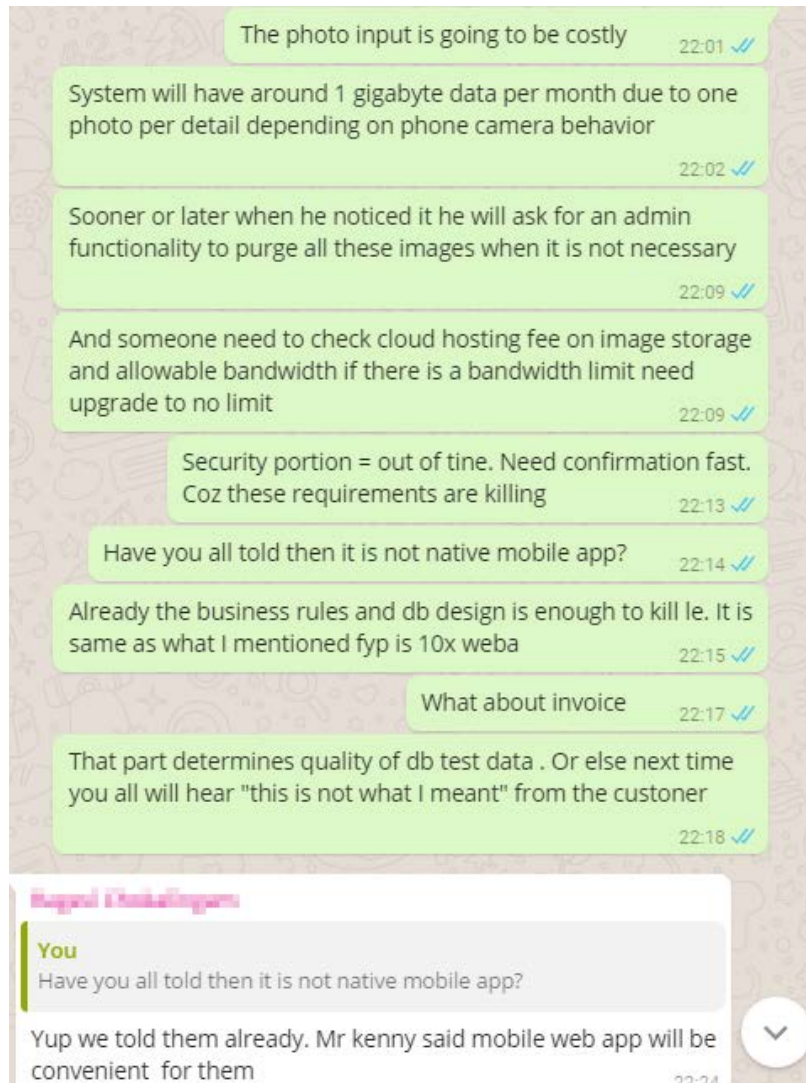 The photo input is going to be costly
22:01
System will have around 1 gigabyte data per month due to one
photo per detail depending on phone camera behavior
22:02
Sooner or later when he noticed it he will ask for an admin
functionality to purge all these images when it is not necessary
22:09
And someone need to check cloud hosting fee on image storage
and allowable bandwidth if there is a bandwidth limit need
upgrade to no limit
22:09
Security portion = out of tine. Need confirmation fast.
Coz these requirements are killing
22:13
Have you all told then it is not native mobile app?
22:14
Already the business rules and db design is enough to kill le. It is
same as what I mentioned fyp is 10x weba
22:15
What about invoice
22:17
That part determines quality of db test data . Or else next time
you all will hear "this is not what I meant" from the custoner
22:18
You
Have you all told then it is not native mobile app?
Yup we told them already. Mr kenny said mobile web app will be
convenient for them
22:24